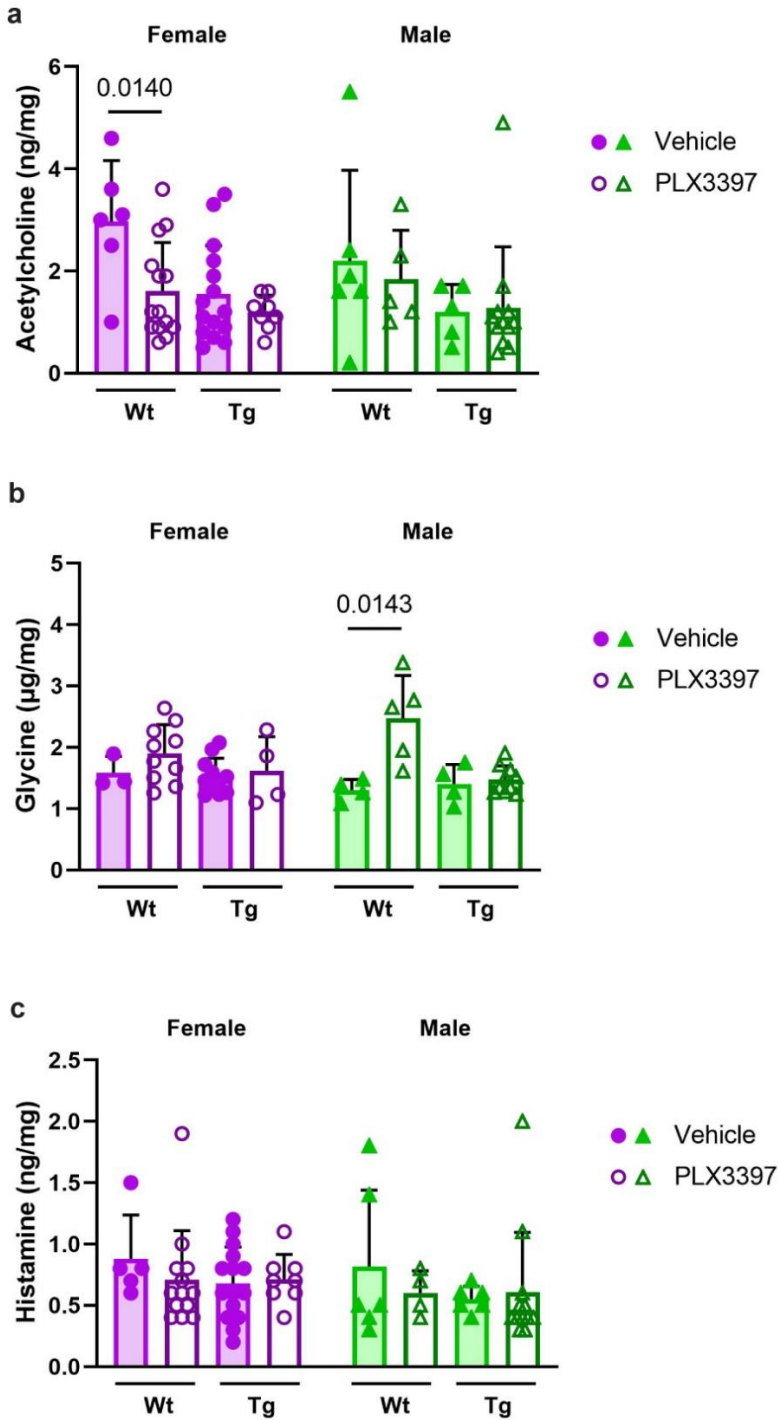 a
Female Male
0.0140
Acetylcholine (ng/mg)
6
4
2
0
Vehicle
PLX3397
Wt Tg Wt Tg
b
Female Male
0.0143
Glycine (µg/mg)
5
4
3
2
1
0
Vehicle
PLX3397
Wt Tg Wt Tg
c
Female Male
Histamine (ng/mg)
2.5
2.0
1.5
1.0
0.5
0.0
Vehicle
PLX3397
Wt Tg Wt Tg